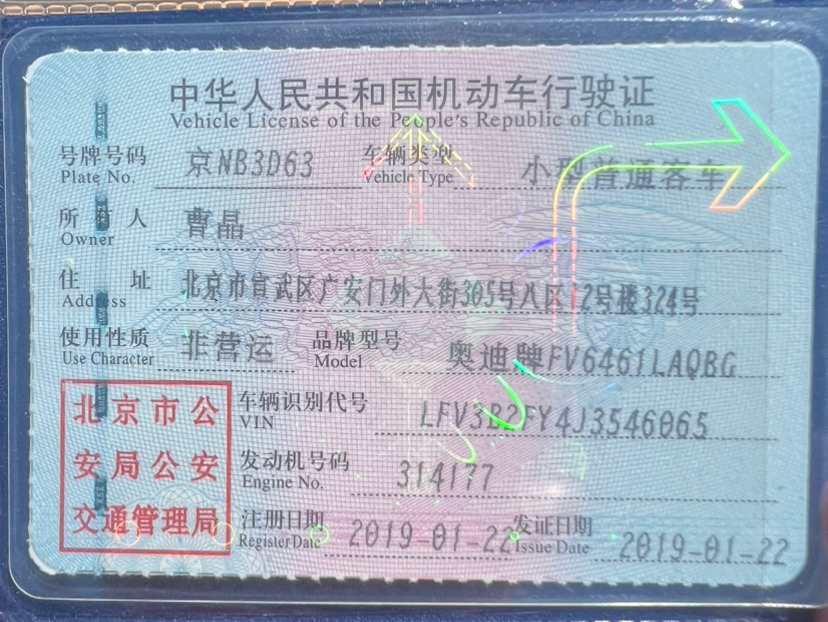 中华人民共和国机动车行驶证
Vehicle License of the People's Republic of China
号牌号码 京NB3D63 车辆类型 小型普通客车
Plate No. Vehicle Type
所有人 曹晶
Owner
住址 北京市宣武区广安门外大街305号八区12号楼324号
Address
使用性质 非营运 品牌型号 奥迪牌FV6461LAQBG
Use Character Model
车辆识别代号 LFV3B2FY4J3546065
VIN
发动机号码 314177
Engine No.
注册日期 2019-01-22 发证日期 2019-01-22
Register Date Issue Date
北京市公
安局公安
交通管理局